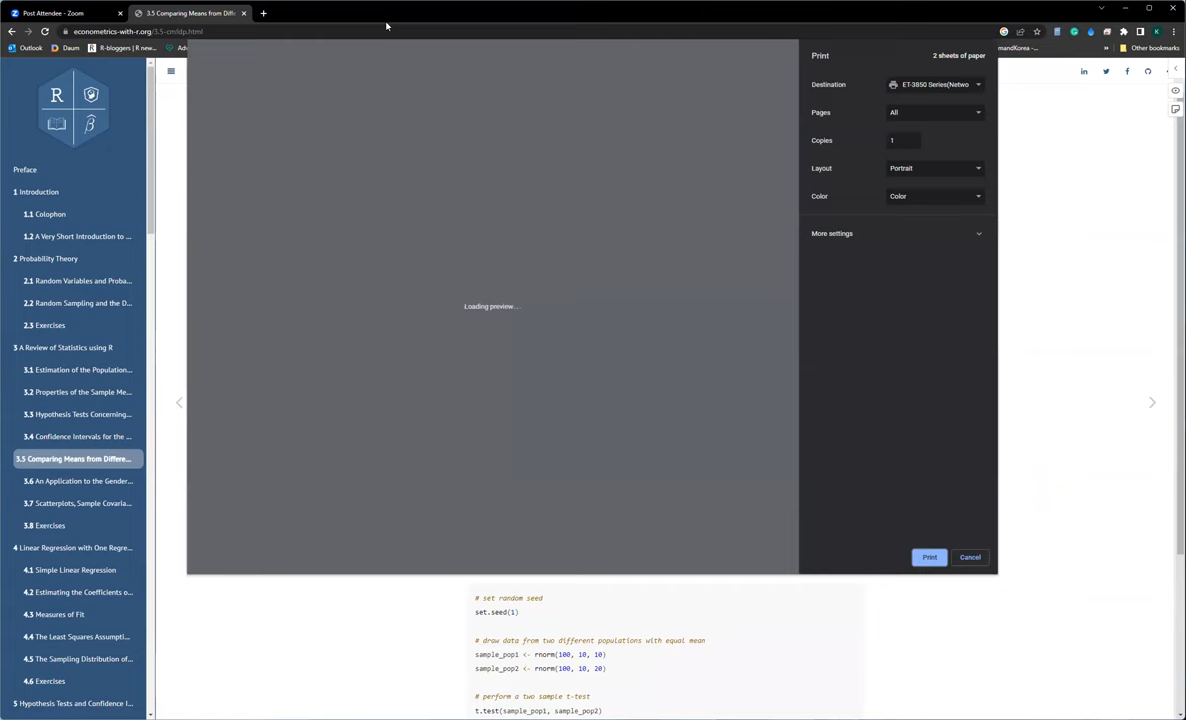 Post Attendee - Zoom
3.5 Comparing Means from Diffe
econometrics-with-r.org/3.5-cmfdp.html
Outlook
Daum
R-bloggers | R new...
mandKorea –...
»
Other bookmarks
R
β
Preface
1 Introduction
1.1 Colophon
1.2 A Very Short Introduction to ...
2 Probability Theory
2.1 Random Variables and Proba...
2.2 Random Sampling and the D...
2.3 Exercises
3 A Review of Statistics using R
3.1 Estimation of the Population...
3.2 Properties of the Sample Me...
3.3 Hypothesis Tests Concerning...
3.4 Confidence Intervals for the ...
3.5 Comparing Means from Differe...
3.6 An Application to the Gender...
3.7 Scatterplots, Sample Covaria...
3.8 Exercises
4 Linear Regression with One Regre...
4.1 Simple Linear Regression
4.2 Estimating the Coefficients o...
4.3 Measures of Fit
4.4 The Least Squares Assumpti...
4.5 The Sampling Distribution of...
4.6 Exercises
5 Hypothesis Tests and Confidence I...
Loading preview...
Print
2 sheets of paper
Destination
ET-3850 Series(Netwo
Pages
All
Copies
1
Layout
Portrait
Color
Color
More settings
Print
Cancel
# set random seed
set.seed(1)
# draw data from two different populations with equal mean
sample_pop1 <- rnorm(100, 10, 10)
sample_pop2 <- rnorm(100, 10, 20)
# perform a two sample t-test
t.test(sample_pop1, sample_pop2)